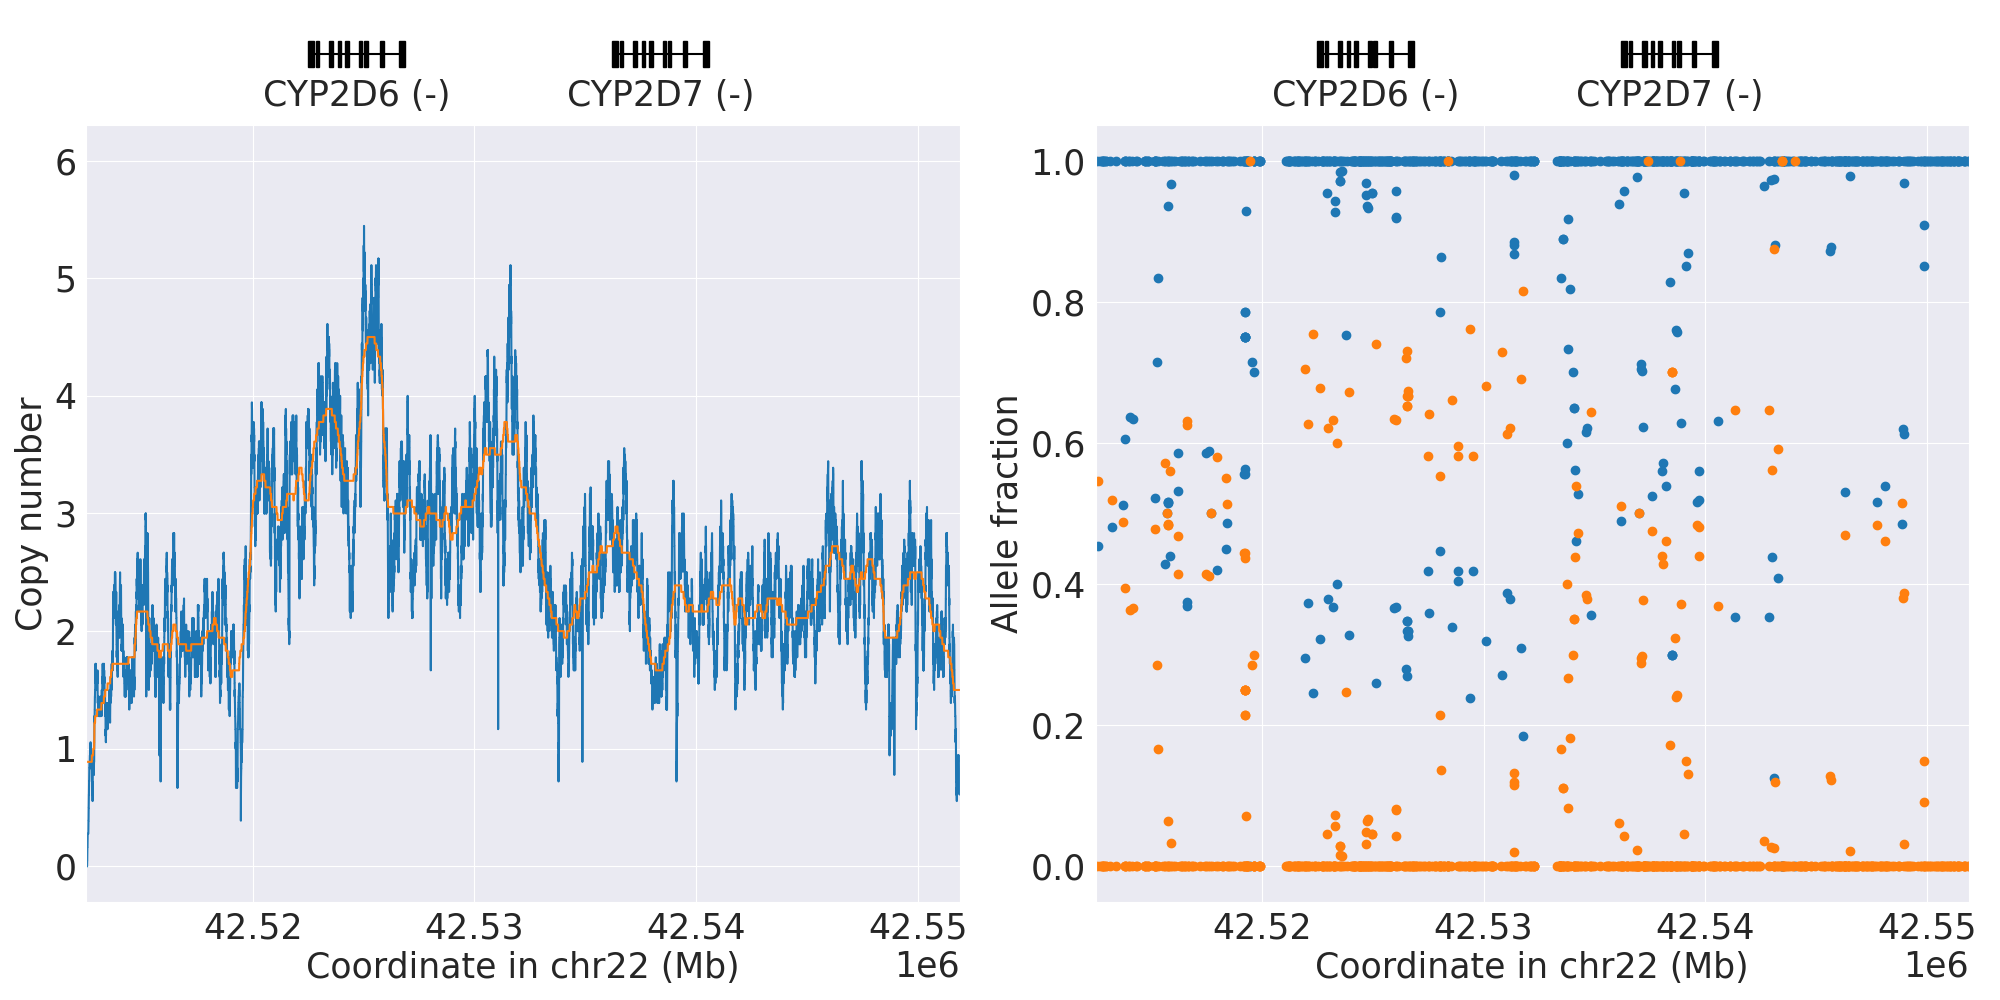 CYP2D6 (-) CYP2D7 (-)
6
5
4
3
2
1
0
Copy number
42.52 42.53 42.54 42.55
Coordinate in chr22 (Mb) 1e6
CYP2D6 (-) CYP2D7 (-)
1.0
0.8
0.6
0.4
0.2
0.0
Allele fraction
42.52 42.53 42.54 42.55
Coordinate in chr22 (Mb) 1e6